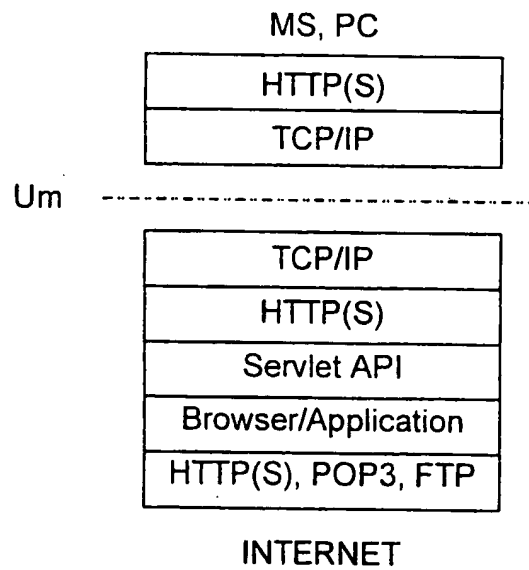 MS, PC
HTTP(S)
TCP/IP
Um
TCP/IP
HTTP(S)
Servlet API
Browser/Application
HTTP(S), POP3, FTP
INTERNET